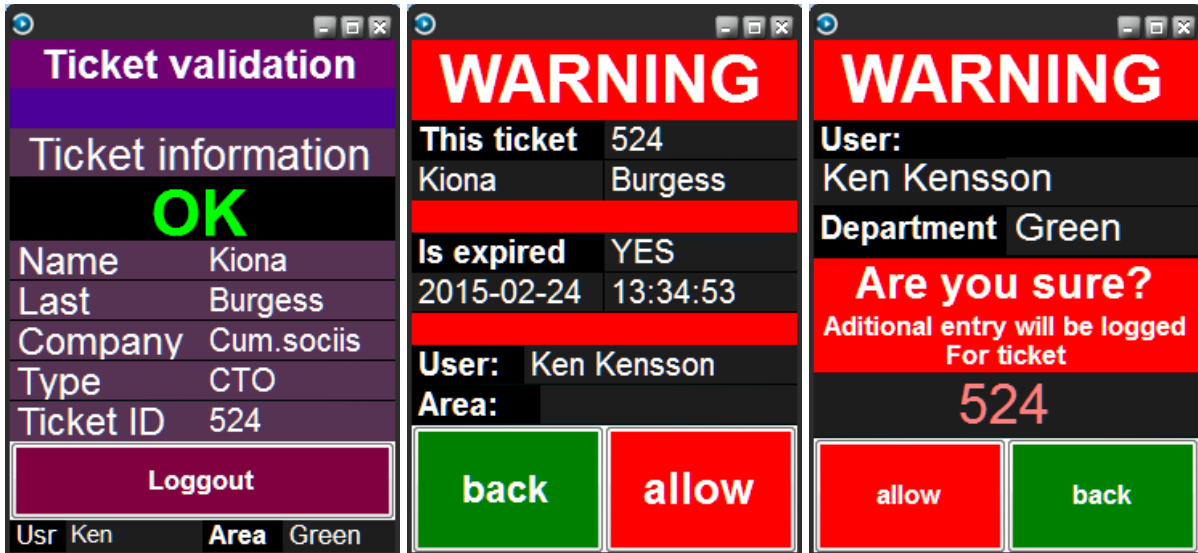 Ticket validation
Ticket information
OK
Name Kiona
Last Burgess
Company Cum.sociis
Type CTO
Ticket ID 524
Loggout
Usr Ken Area Green
WARNING
This ticket 524
Kiona Burgess
Is expired YES
2015-02-24 13:34:53
User: Ken Kensson
Area:
back allow
WARNING
User:
Ken Kensson
Department Green
Are you sure?
Aditional entry will be logged
For ticket
524
allow back